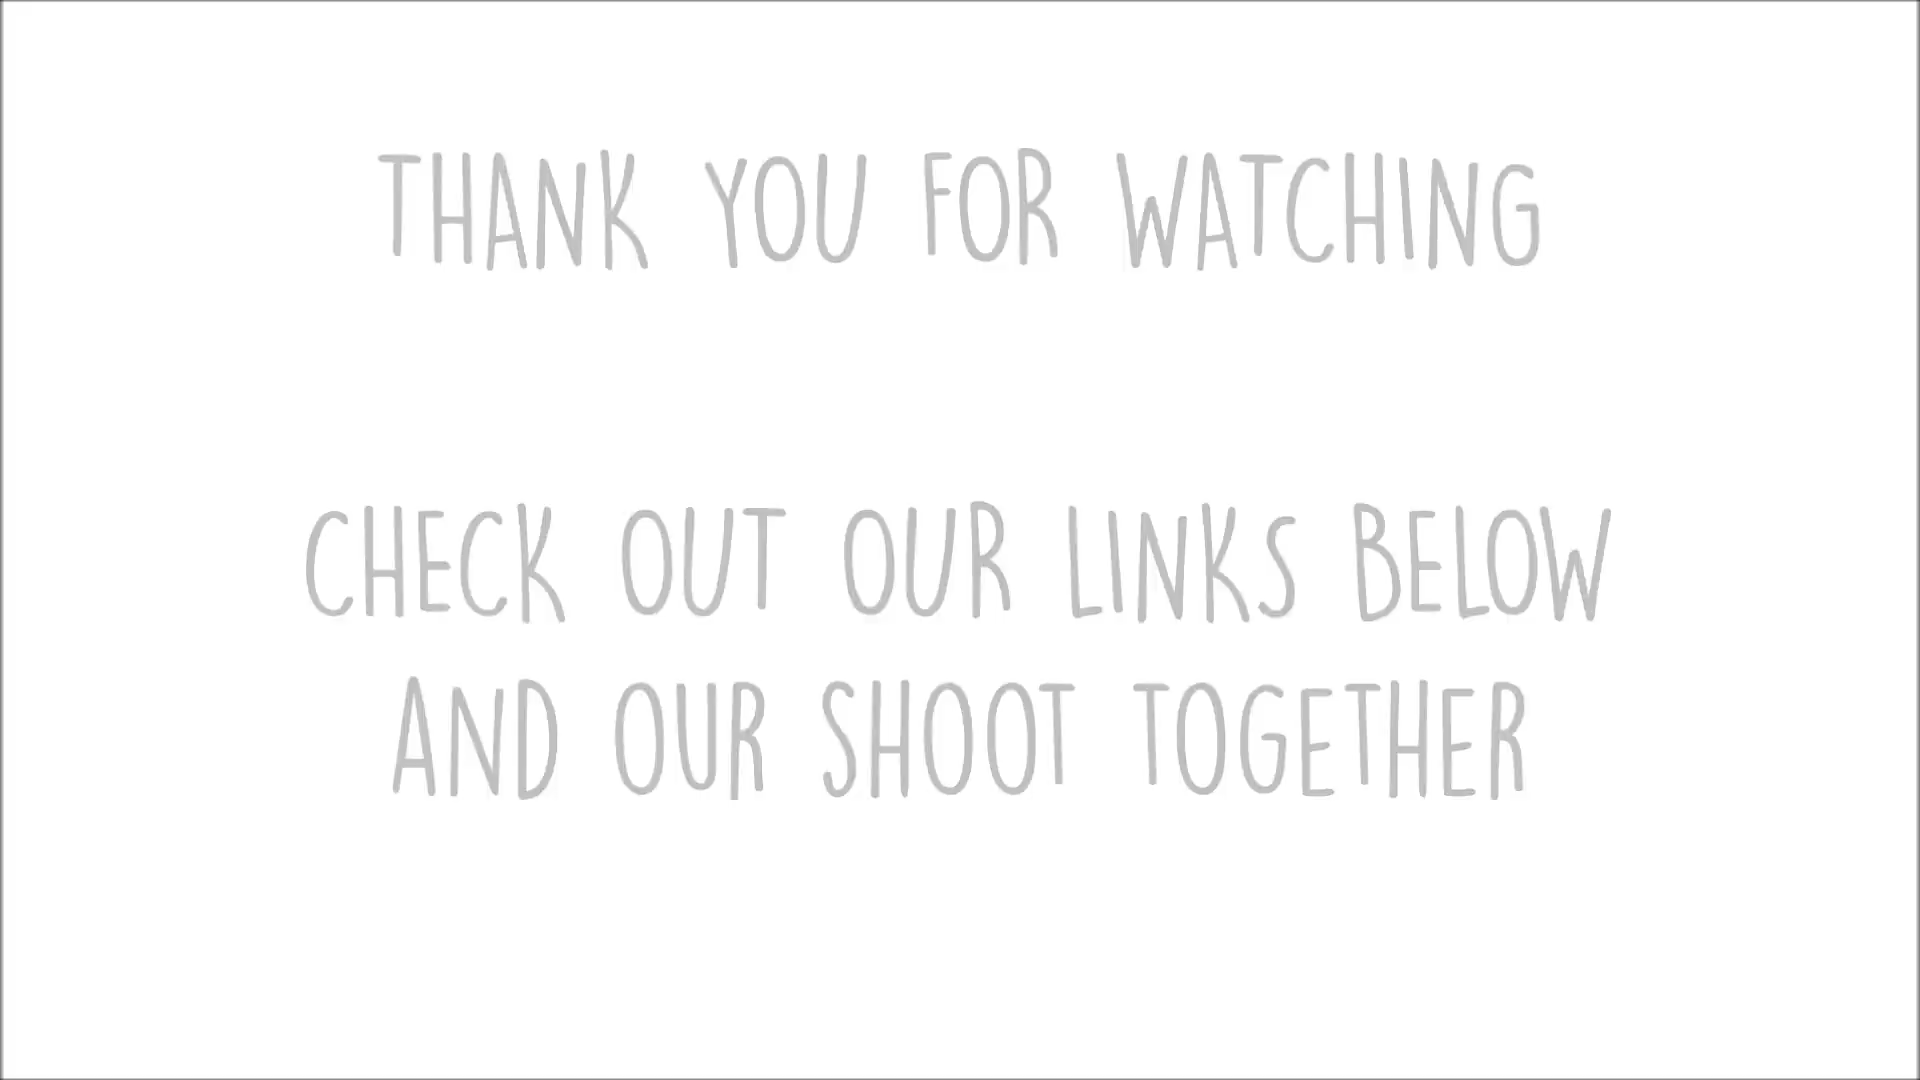 THANK YOU FOR WATCHING
CHECK OUT OUR LINKS BELOW
AND OUR SHOOT TOGETHER